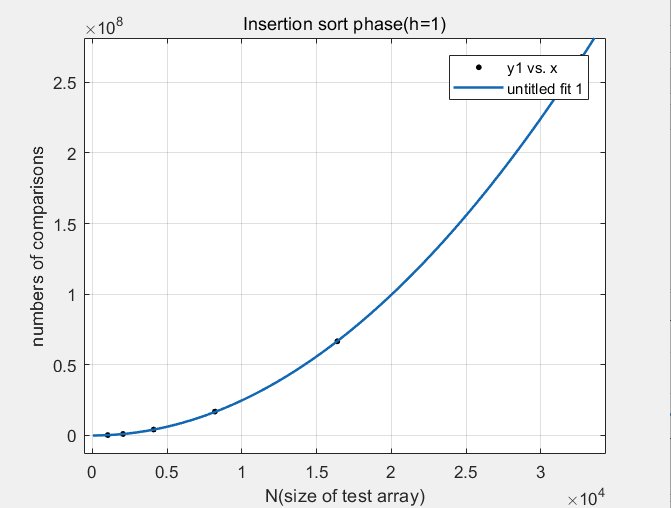 Insertion sort phase(h=1)
×10^8
y1 vs. x
untitled fit 1
2.5
2
1.5
1
0.5
0
numbers of comparisons
0 0.5 1 1.5 2 2.5 3
N(size of test array)
×10^4